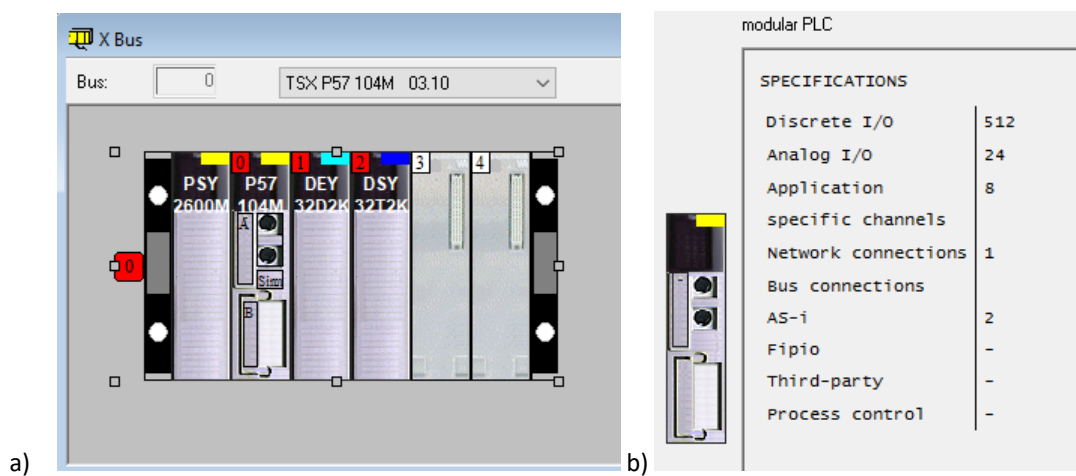 X Bus
Bus: 0 TSX P57 104M 03.10
0 1 2 3 4
PSY P57 DEY DSY
2600M 104M 32D2K 32T2K
A
Sim
0
B
a)
modular PLC
SPECIFICATIONS
Discrete I/O 512
Analog I/O 24
Application 8
specific channels
Network connections 1
Bus connections
AS-i 2
Fipio -
Third-party -
Process control -
b)